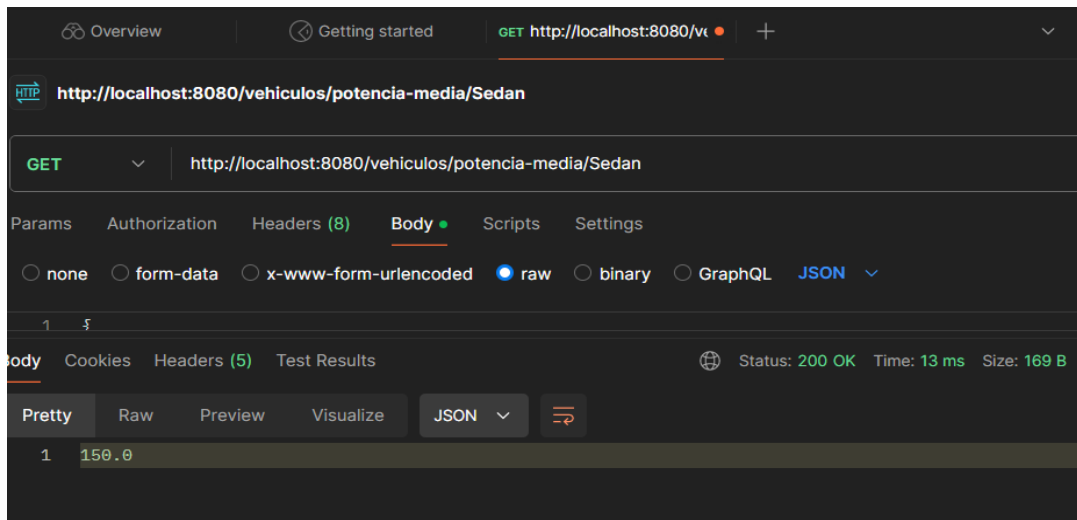 Overview Getting started GET http://localhost:8080/ve
HTTP http://localhost:8080/vehiculos/potencia-media/Sedan
GET http://localhost:8080/vehiculos/potencia-media/Sedan
Params Authorization Headers (8) Body Scripts Settings
none form-data x-www-form-urlencoded raw binary GraphQL JSON
1 {
Body Cookies Headers (5) Test Results Status: 200 OK Time: 13 ms Size: 169 B
Pretty Raw Preview Visualize JSON
1 150.0